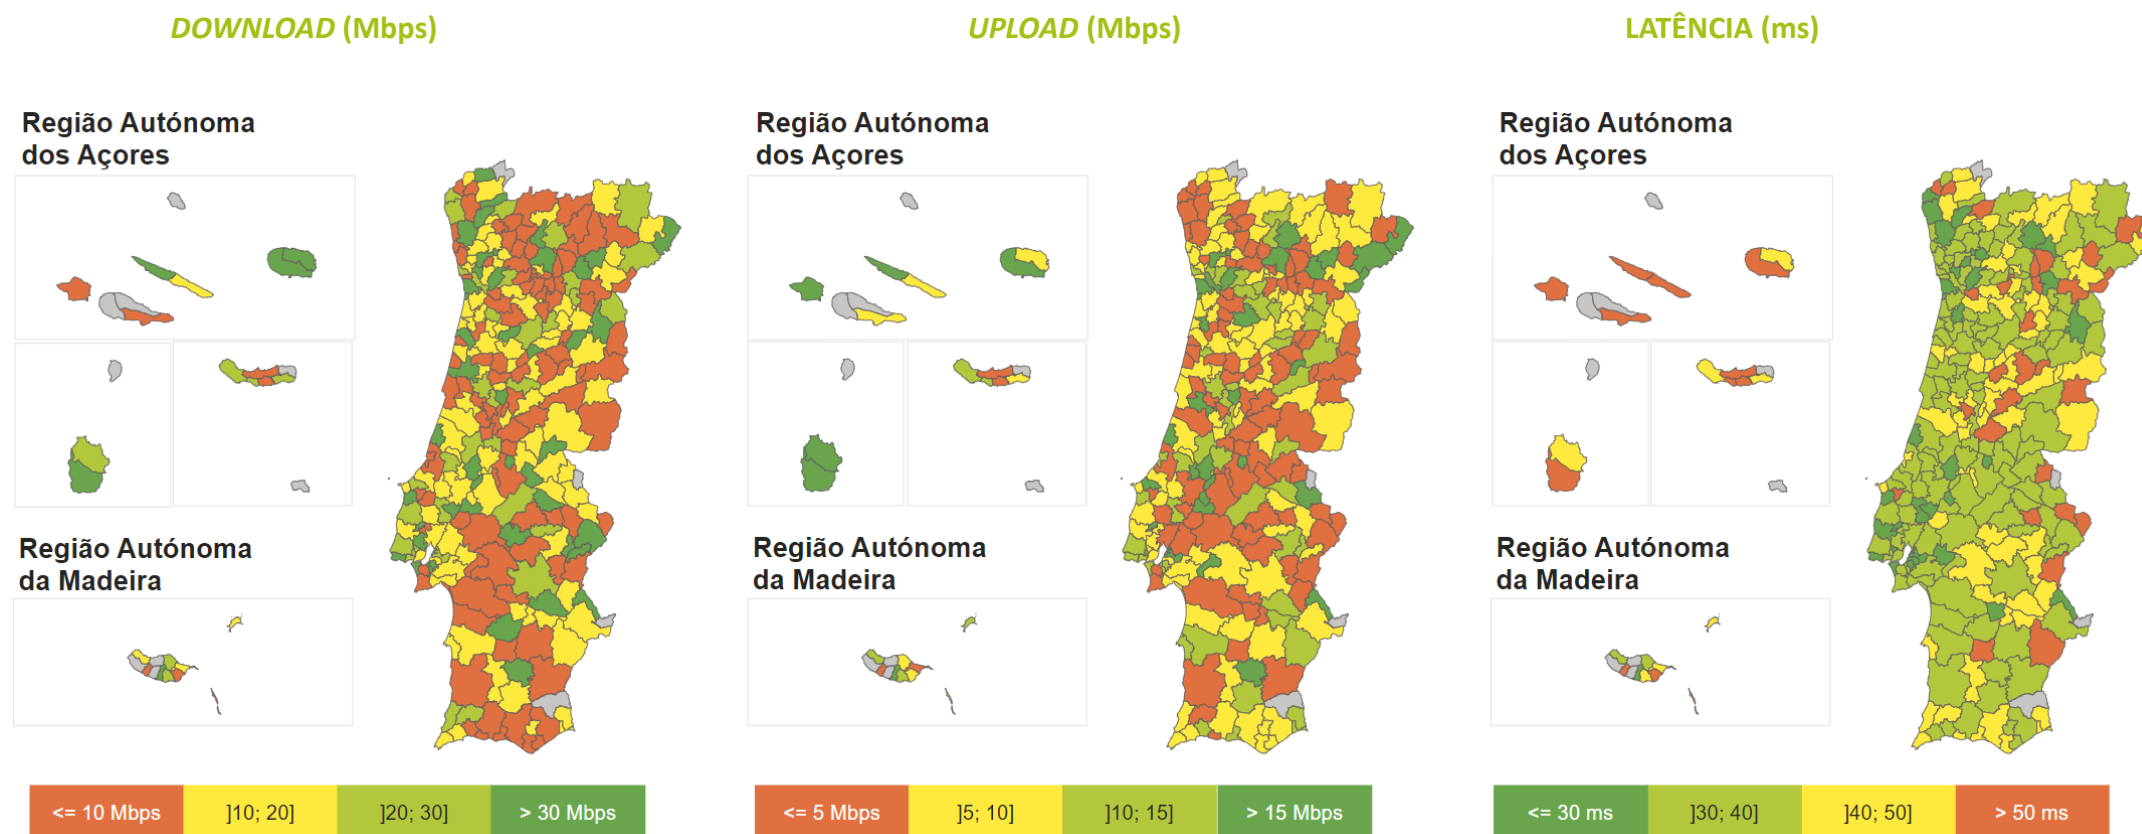 DOWNLOAD (Mbps)
UPLOAD (Mbps)
LATÊNCIA (ms)
Região Autónoma
dos Açores
Região Autónoma
dos Açores
Região Autónoma
dos Açores
Região Autónoma
da Madeira
Região Autónoma
da Madeira
Região Autónoma
da Madeira
<= 10 Mbps ]10; 20] ]20; 30] > 30 Mbps
<= 5 Mbps ]5; 10] ]10; 15] > 15 Mbps
<= 30 ms ]30; 40] ]40; 50] > 50 ms